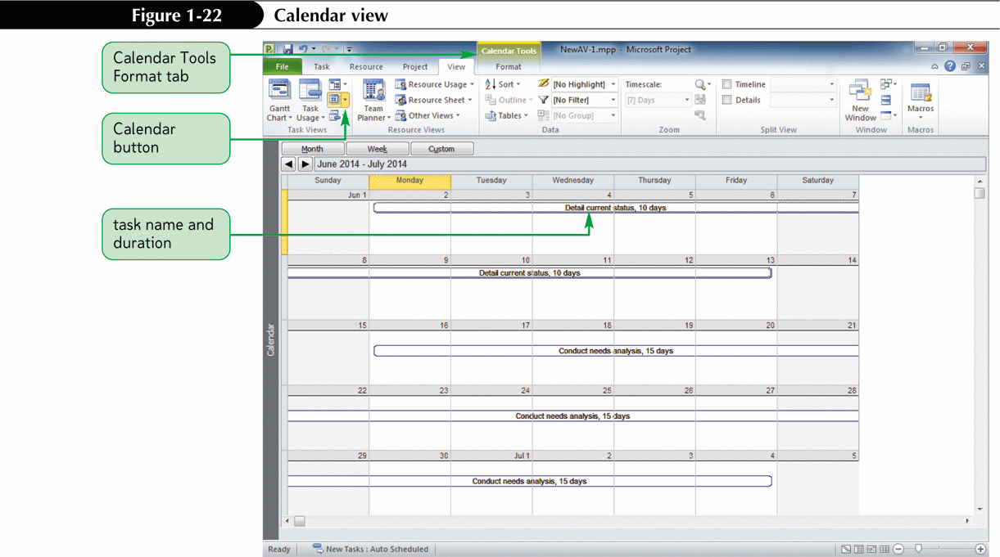 Figure 1-22 Calendar view
Calendar Tools
Format tab
Calendar
button
task name and
duration
Calendar Tools NewAV-1.mpp - Microsoft Project
File Task Resource Project View Format
Gantt
Chart
Task
Usage
Task Views
Team
Planner
Resource Usage
Resource Sheet
Other Views
Resource Views
Sort
Outline
Tables
[No Highlight]
[No Filter]
[No Group]
Data
Timescale:
[7] Days
Zoom
Timeline
Details
Split View
New
Window
Window
Macros
Macros
Month Week Custom
June 2014 - July 2014
Sunday Monday Tuesday Wednesday Thursday Friday Saturday
Jun 1 2 3 4 5 6 7
Detail current status, 10 days
8 9 10 11 12 13 14
Detail current status, 10 days
15 16 17 18 19 20 21
Conduct needs analysis, 15 days
22 23 24 25 26 27 28
Conduct needs analysis, 15 days
29 30 Jul 1 2 3 4 5
Conduct needs analysis, 15 days
Calendar
Ready New Tasks : Auto Scheduled